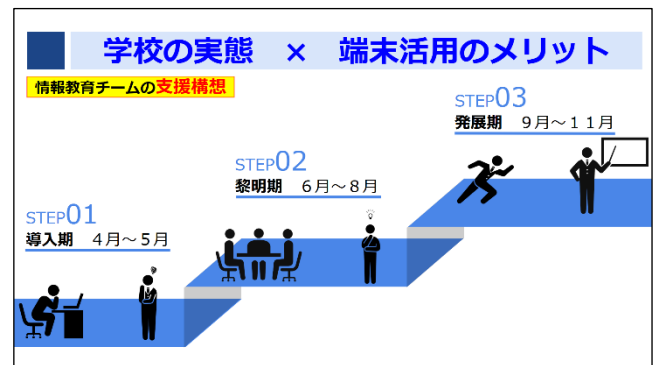 学校の実態 × 端末活用のメリット
情報教育チームの支援構想
STEP01
導入期 4月~5月
STEP02
黎明期 6月~8月
STEP03
発展期 9月~11月